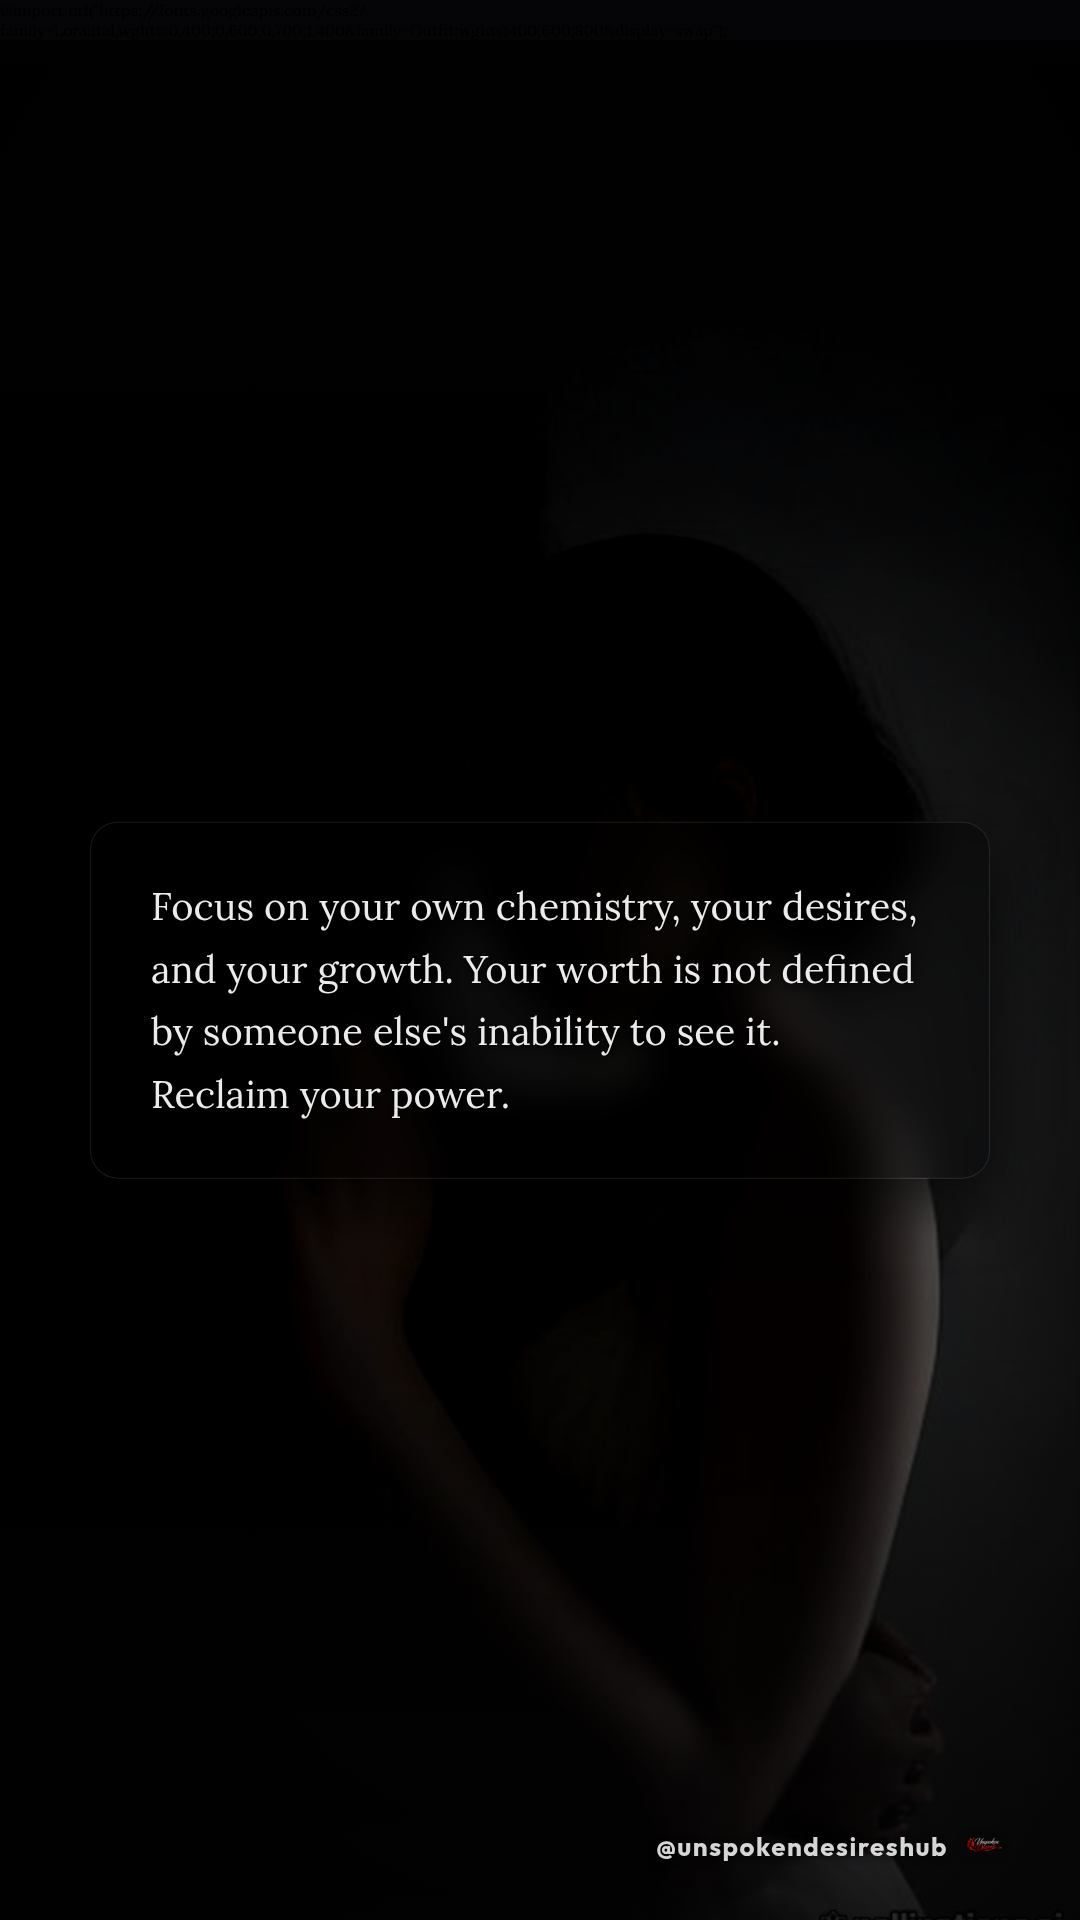 Focus on your own chemistry, your desires,
and your growth. Your worth is not defined
by someone else's inability to see it.
Reclaim your power.
@unspokendesireshub